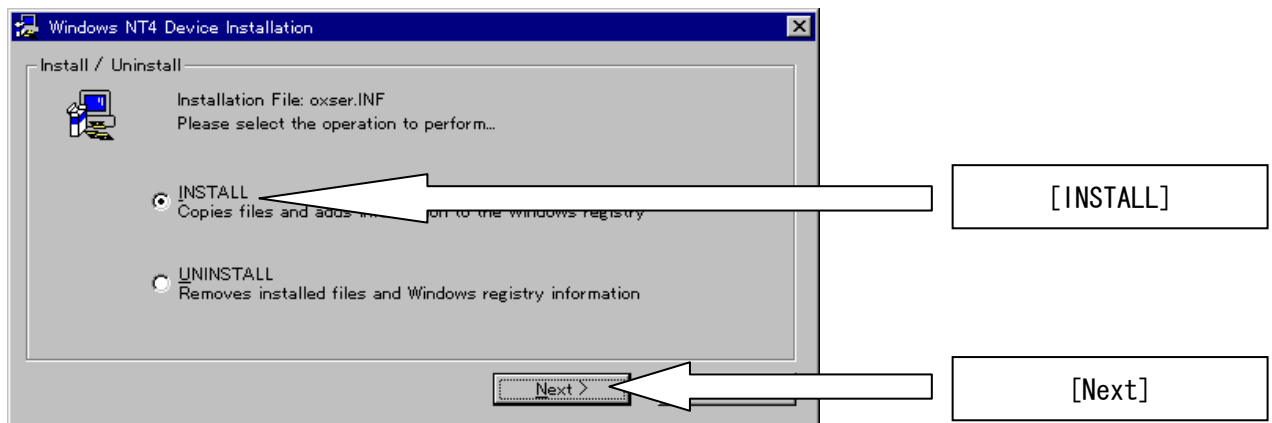 Windows NT4 Device Installation
Install / Uninstall
Installation File: oxser.INF
Please select the operation to perform...
INSTALL
[INSTALL]
Copies files and adds on to the Windows registry
UNINSTALL
Removes installed files and Windows registry information
Next >
[Next]